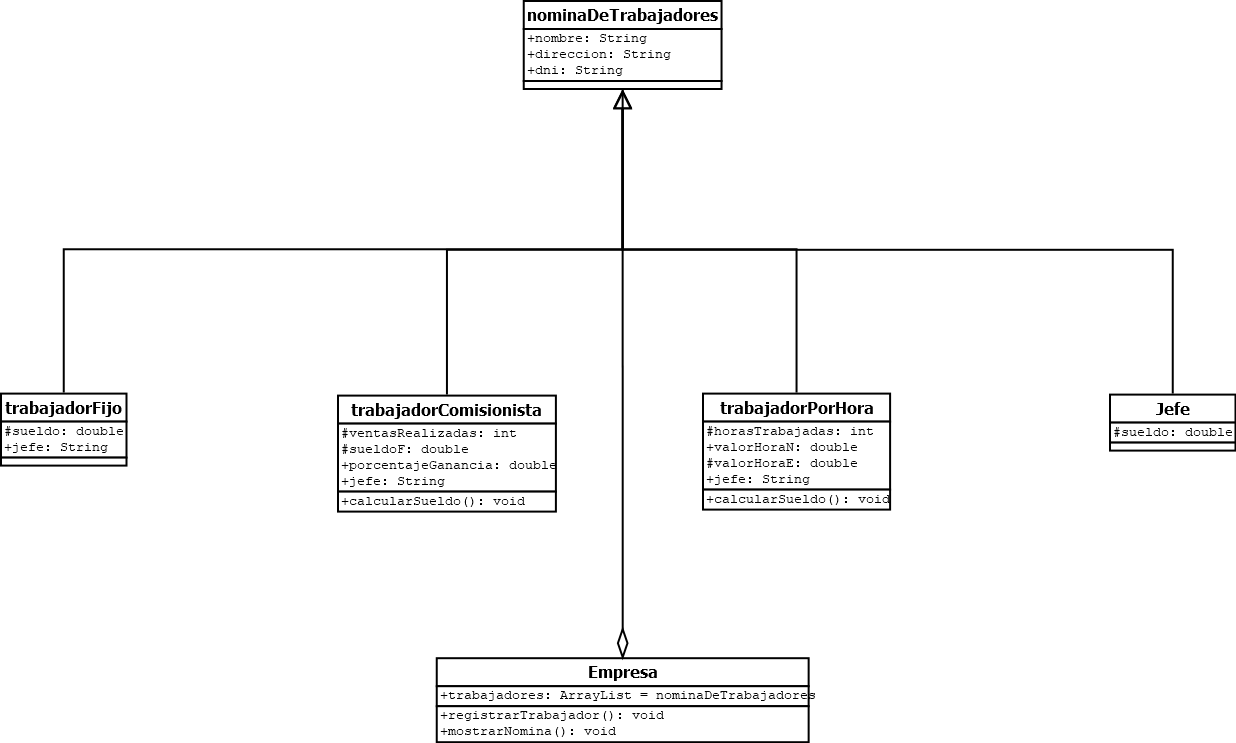 nominaDeTrabajadores
+nombre: String
+direccion: String
+dni: String
trabajadorFijo
#sueldo: double
+jefe: String
trabajadorComisionista
#ventasRealizadas: int
#sueldoF: double
+porcentajeGanancia: double
+jefe: String
+calcularSueldo(): void
trabajadorPorHora
#horasTrabajadas: int
+valorHoraN: double
#valorHoraE: double
+jefe: String
+calcularSueldo(): void
Jefe
#sueldo: double
Empresa
+trabajadores: ArrayList = nominaDeTrabajadores
+registrarTrabajador(): void
+mostrarNomina(): void